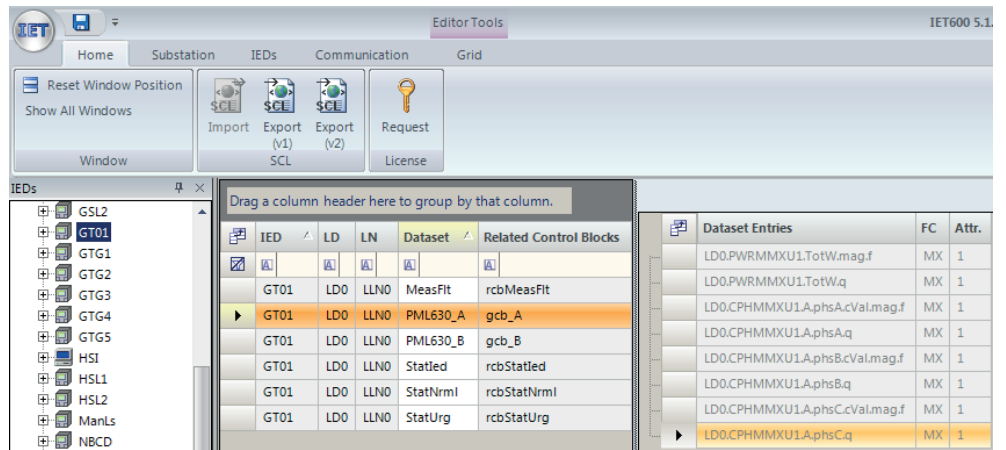 IET
Editor Tools
IET600 5.1.
Home Substation IEDs Communication Grid
Reset Window Position
Show All Windows
SCL SCL SCL
Import Export (v1) Export (v2)
Request
Window SCL License
IEDs
GSL2
GT01
GTG1
GTG2
GTG3
GTG4
GTG5
HSI
HSL1
HSL2
ManLs
NBCD
Drag a column header here to group by that column.
IED LD LN Dataset Related Control Blocks
A A A A A
GT01 LD0 LLN0 MeasFlt rcbMeasFlt
GT01 LD0 LLN0 PML630_A gcb_A
GT01 LD0 LLN0 PML630_B gcb_B
GT01 LD0 LLN0 StatIed rcbStatIed
GT01 LD0 LLN0 StatNrml rcbStatNrml
GT01 LD0 LLN0 StatUrg rcbStatUrg
Dataset Entries FC Attr.
LD0.PWRMMXU1.TotW.mag.f MX 1
LD0.PWRMMXU1.TotW.q MX 1
LD0.CPHMMXU1.A.phsA.cVal.mag.f MX 1
LD0.CPHMMXU1.A.phsA.q MX 1
LD0.CPHMMXU1.A.phsB.cVal.mag.f MX 1
LD0.CPHMMXU1.A.phsB.q MX 1
LD0.CPHMMXU1.A.phsC.cVal.mag.f MX 1
LD0.CPHMMXU1.A.phsC.q MX 1